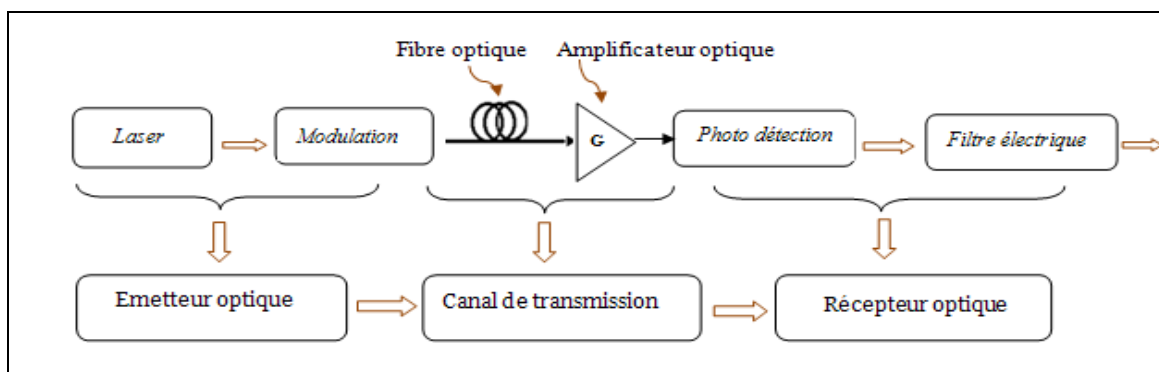 Fibre optique
Amplificateur optique
Laser
Modulation
G
Photo détection
Filtre électrique
Emetteur optique
Canal de transmission
Récepteur optique